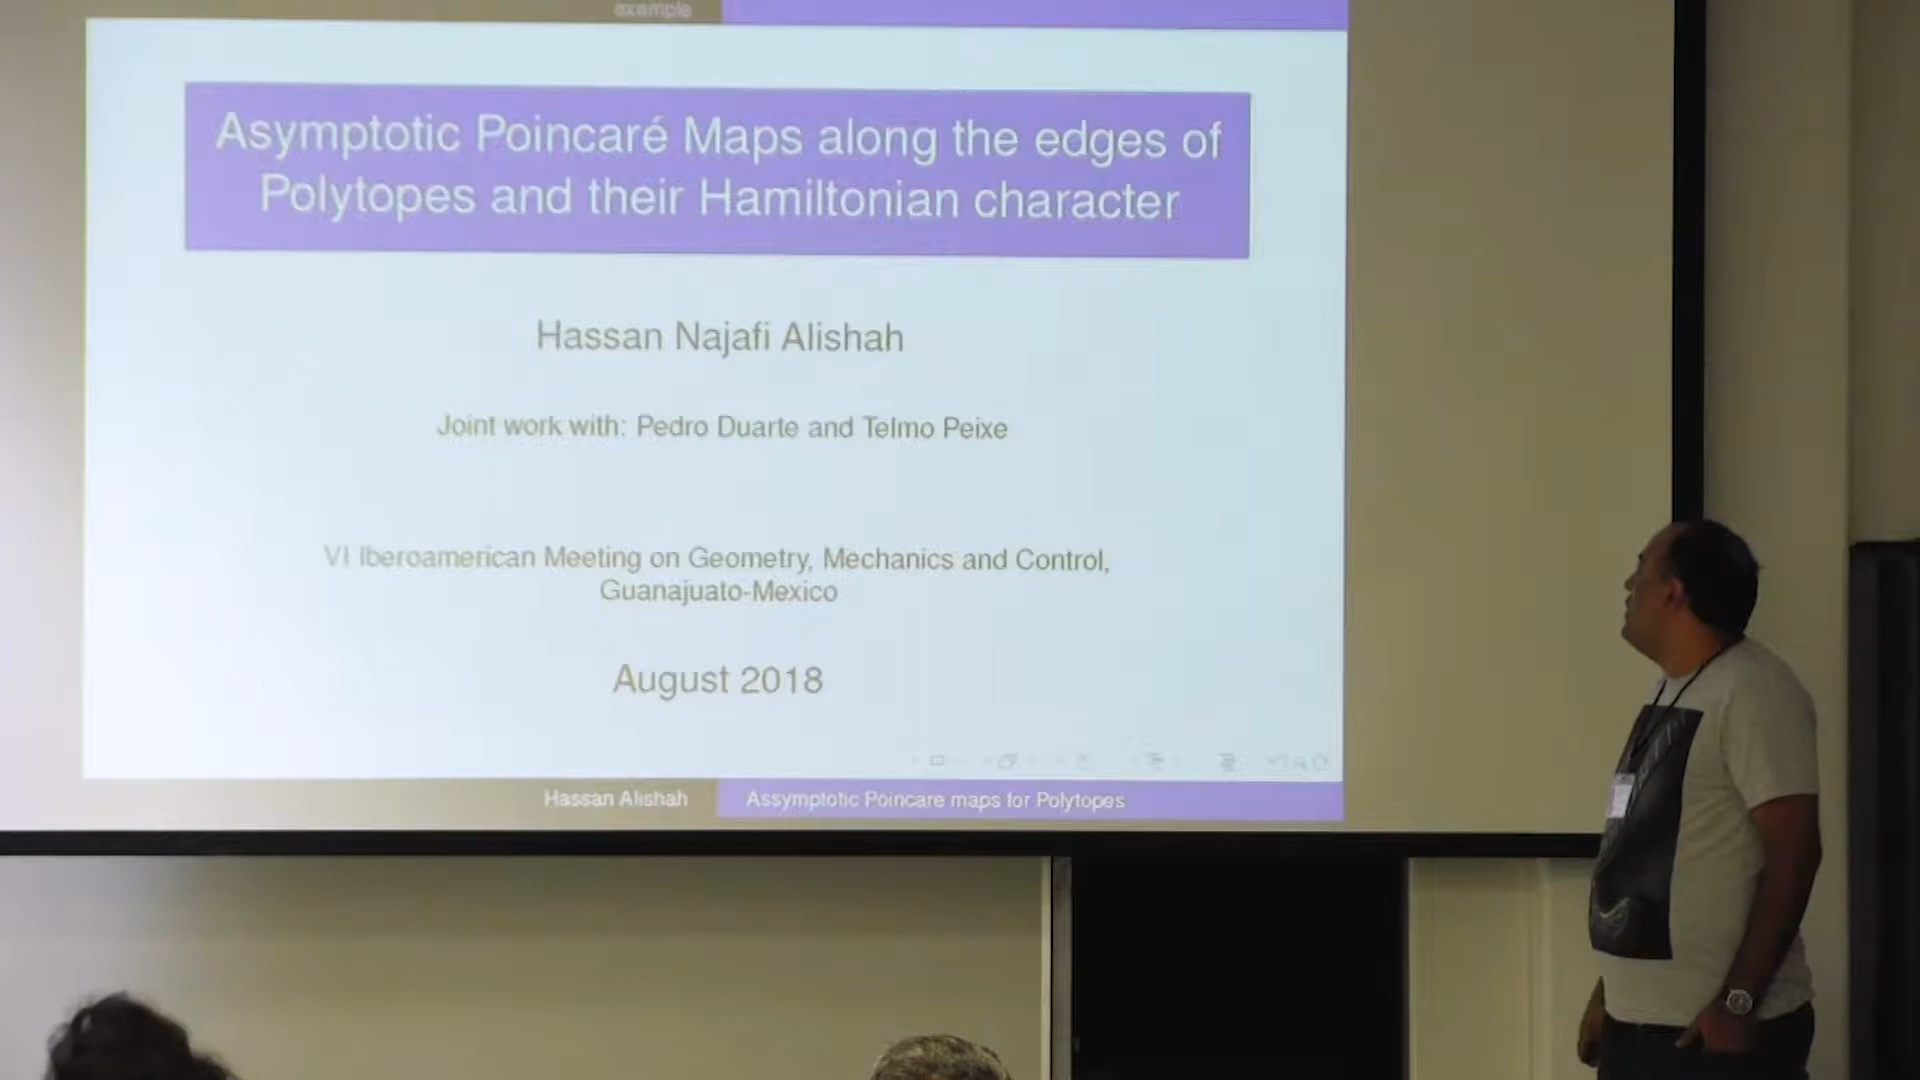 example
Asymptotic Poincaré Maps along the edges of
Polytopes and their Hamiltonian character
Hassan Najafi Alishah
Joint work with: Pedro Duarte and Telmo Peixe
VI Iberoamerican Meeting on Geometry, Mechanics and Control,
Guanajuato-Mexico
August 2018
Hassan Alishah
Assymptotic Poincare maps for Polytopes